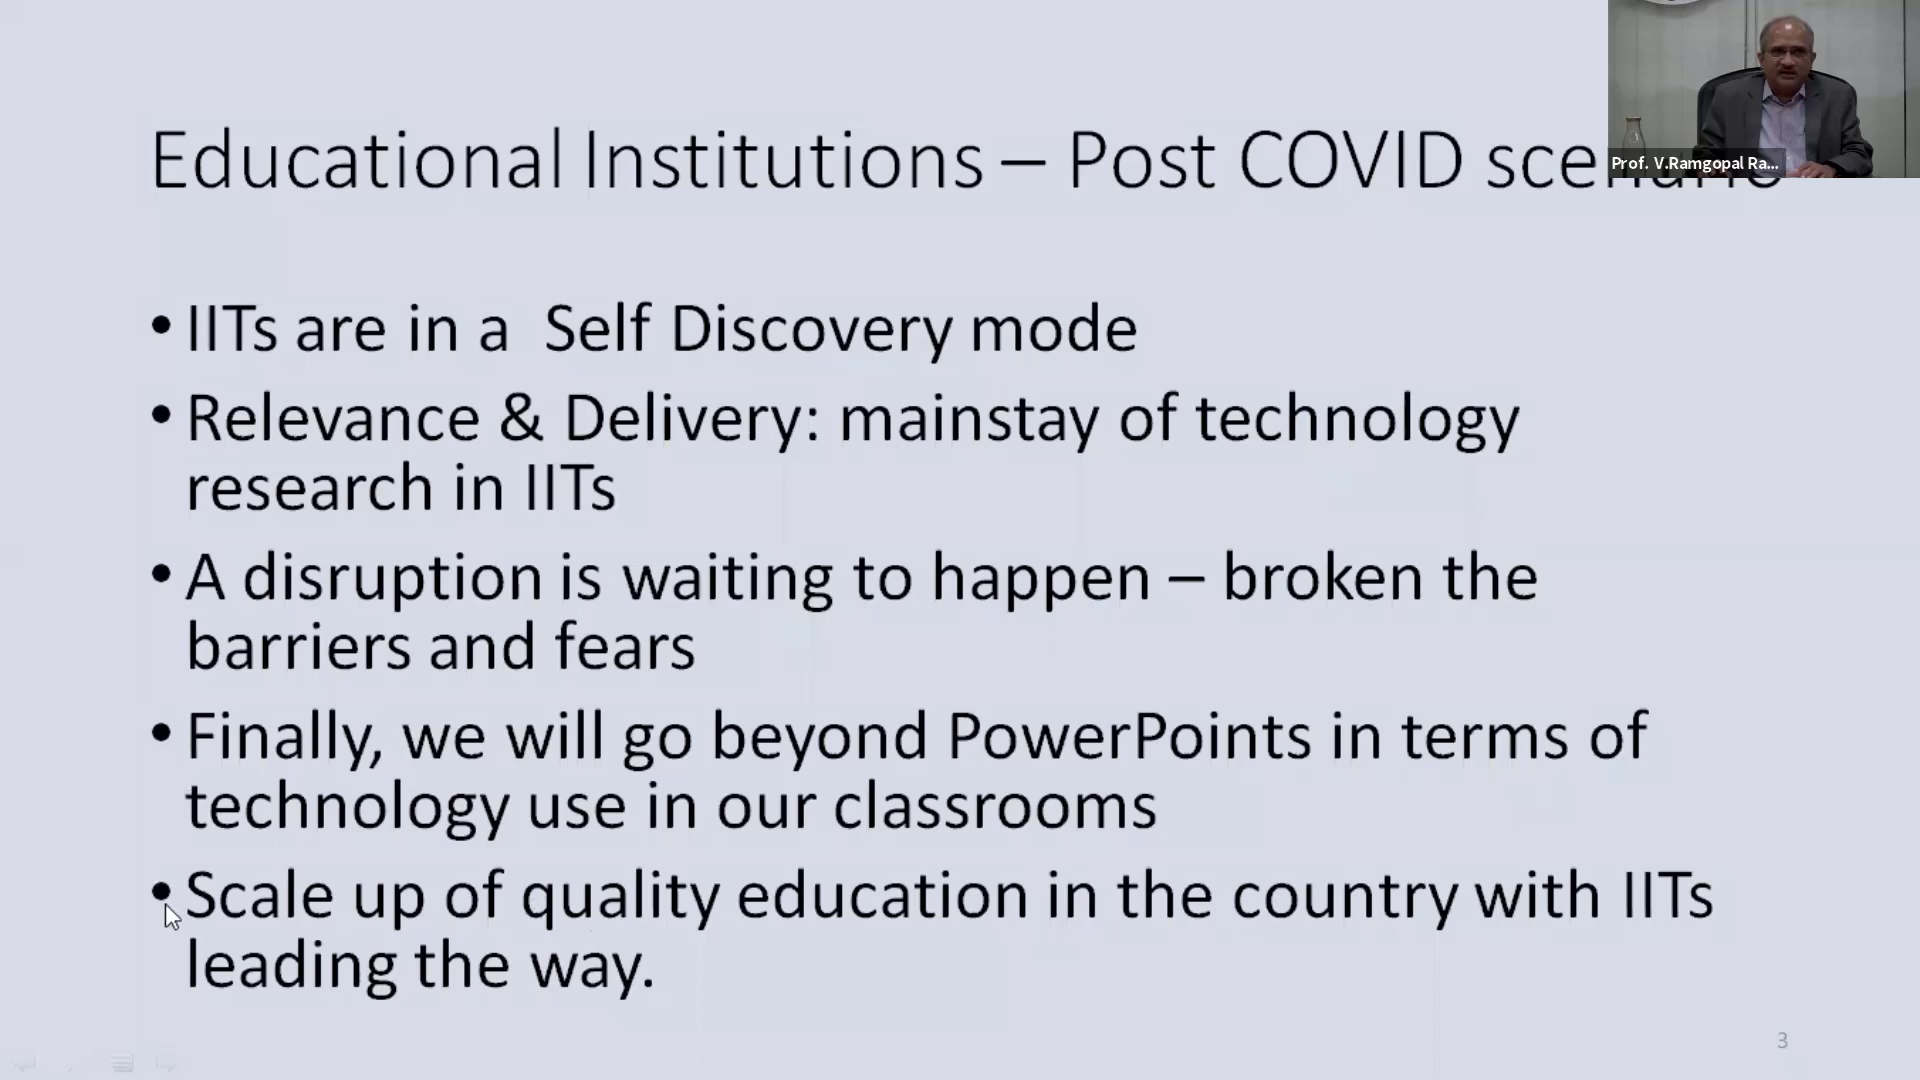 Educational Institutions – Post COVID scenario
Prof. V.Ramgopal Ra...
• IITs are in a Self Discovery mode
• Relevance & Delivery: mainstay of technology
research in IITs
• A disruption is waiting to happen – broken the
barriers and fears
• Finally, we will go beyond PowerPoints in terms of
technology use in our classrooms
• Scale up of quality education in the country with IITs
leading the way.
3